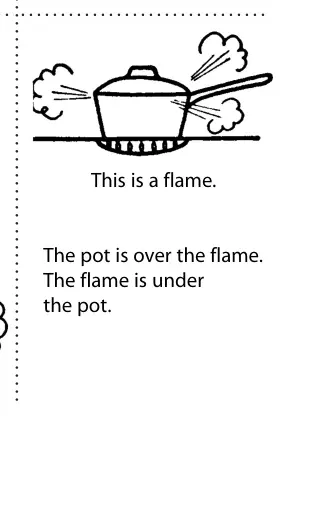 This is a flame.
The pot is over the flame.
The flame is under
the pot.